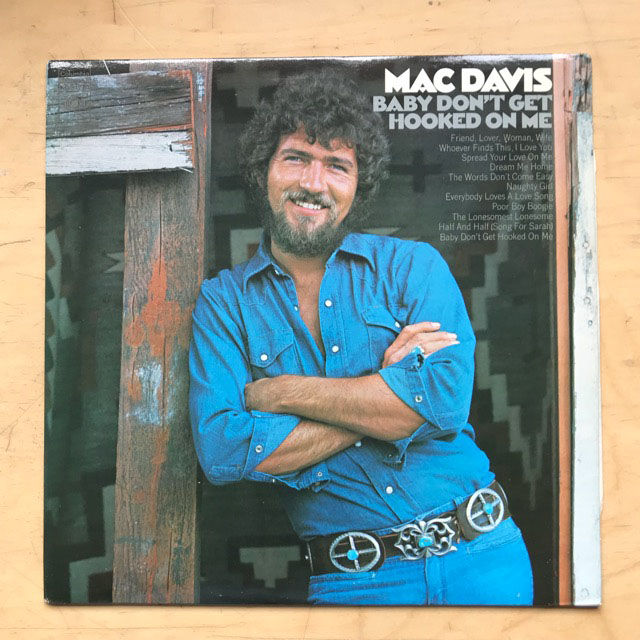 MAC DAVIS
BABY DON'T GET
HOOKED ON ME
Friend, Lover, Woman, Wife
Whoever Finds This, I Love You
Spread Your Love On Me
Dream Me Home
The Words Don't Come Easy
Naughty Girl
Everybody Loves A Love Song
Poor Boy Boogie
The Lonesomest Lonesome
Half And Half (Song For Sarah)
Baby Don't Get Hooked On Me